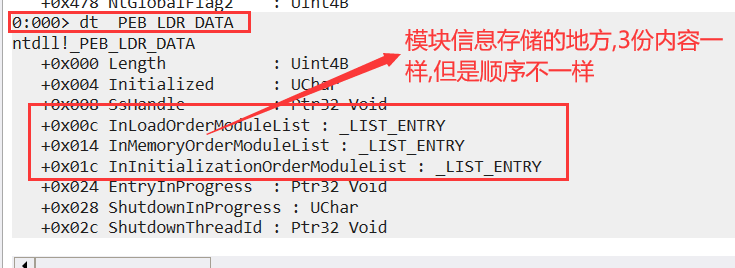 +0x478 NtGlobalFlag2    : Uint4B
0:000> dt _PEB_LDR_DATA
ntdll!_PEB_LDR_DATA
+0x000 Length           : Uint4B
+0x004 Initialized      : UChar
+0x008 SsHandle         : Ptr32 Void
+0x00c InLoadOrderModuleList : _LIST_ENTRY
+0x014 InMemoryOrderModuleList : _LIST_ENTRY
+0x01c InInitializationOrderModuleList : _LIST_ENTRY
+0x024 EntryInProgress  : Ptr32 Void
+0x028 ShutdownInProgress : UChar
+0x02c ShutdownThreadId : Ptr32 Void
模块信息存储的地方,3份内容一
样,但是顺序不一样